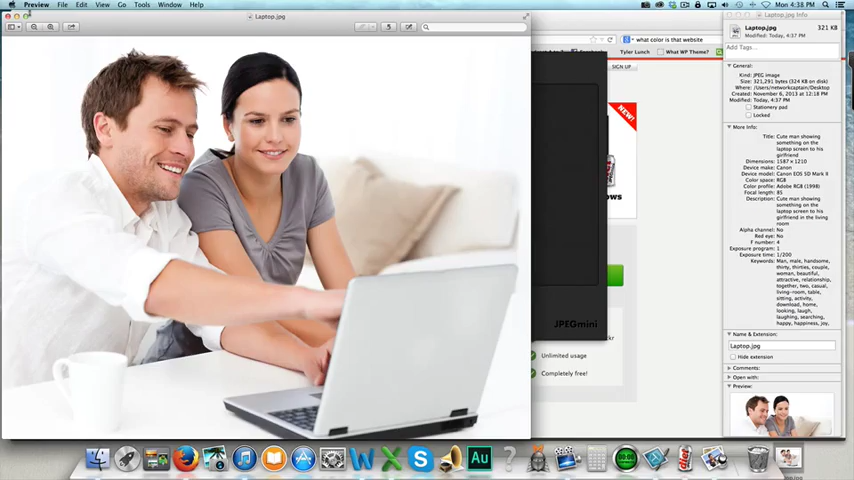 Preview File Edit View Go Tools Window Help
Mon 4:38 PM
Laptop.jpg
what color is that website
Tyler Lunch
What WP Theme?
SIGN UP
NEW!
ows
JPEGmini
kr
Unlimited usage
Completely free!
Laptop.jpg Info
Laptop.jpg 321 KB
Modified: Today, 4:37 PM
Add Tags...
General:
Kind: JPEG image
Size: 321,291 bytes (324 KB on disk)
Where: /Users/networkcaptain/Desktop
Created: November 6, 2013 at 12:18 PM
Modified: Today, 4:37 PM
Stationery pad
Locked
More Info:
Title: Cute man showing
something on the
laptop screen to his
girlfriend
Dimensions: 1587 × 1210
Device make: Canon
Device model: Canon EOS 5D Mark II
Color space: RGB
Color profile: Adobe RGB (1998)
Focal length: 85
Description: Cute man showing
something on the
laptop screen to his
girlfriend in the
living room
Alpha channel: No
Red eye: No
F number: 4
Exposure program: 1
Exposure time: 1/200
Keywords: Man, male, handsome,
thirty, thirties, couple,
woman, beautiful,
attractive, relationship,
together, two, casual,
living-room, table,
sitting, activity,
download, home,
looking, laugh,
laughing, searching,
happy, happiness, joy,
Name & Extension:
Laptop.jpg
Hide extension
Comments:
Open with:
Preview:
W X S Au ?